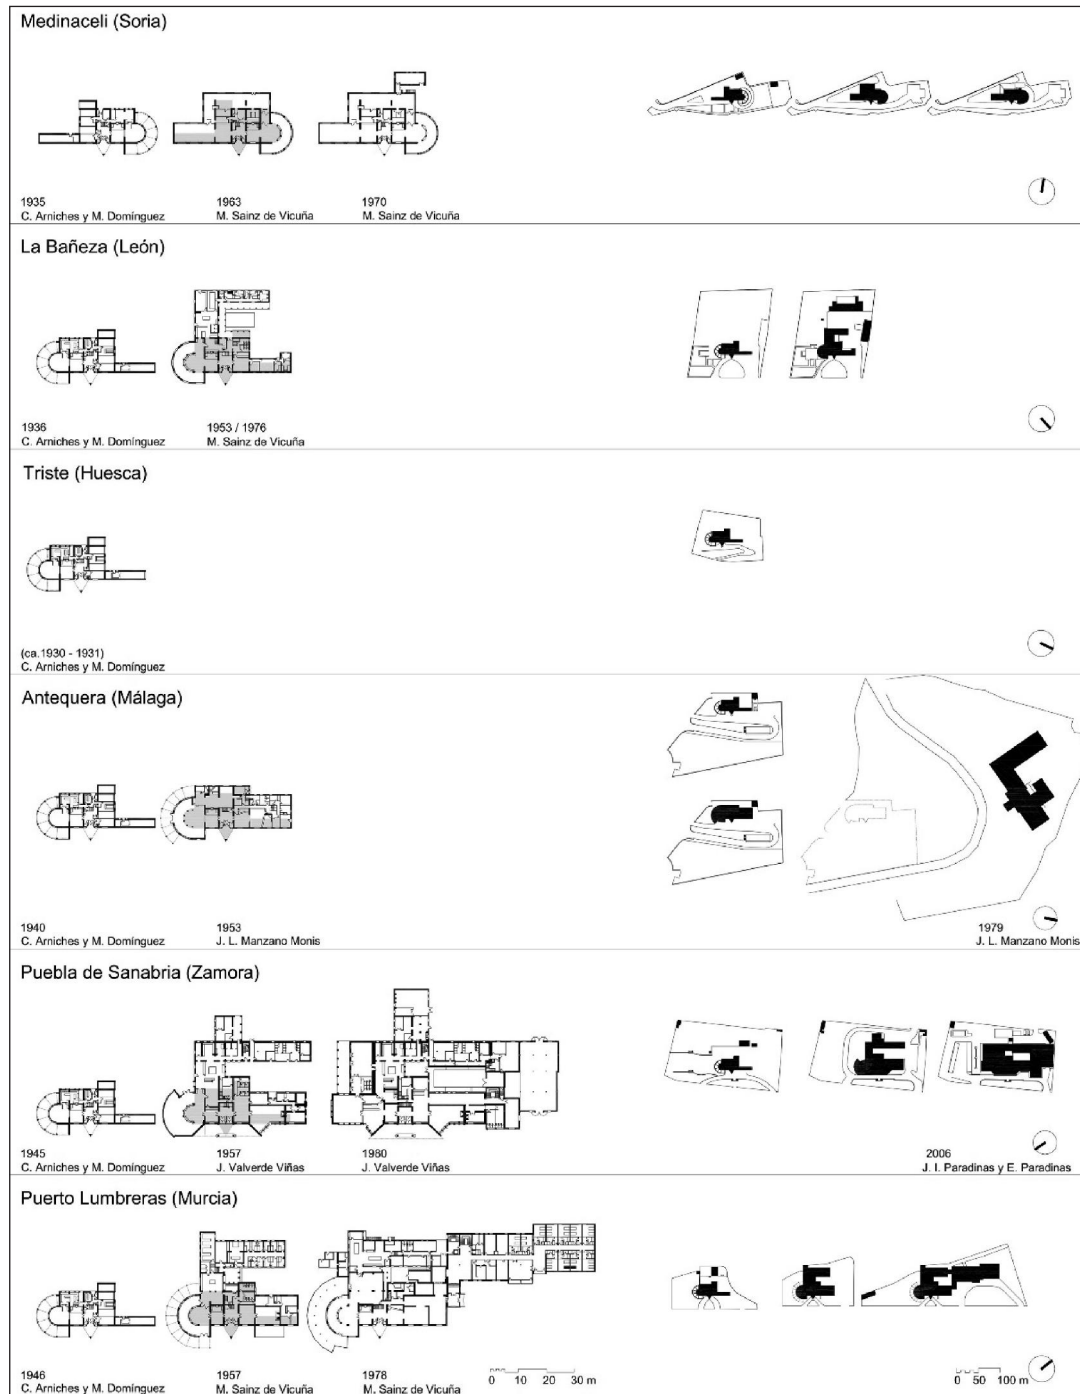 Medinaceli (Soria)
1935
C. Arniches y M. Domínguez
1963
M. Sainz de Vicuña
1970
M. Sainz de Vicuña
La Bañeza (León)
1936
C. Arniches y M. Domínguez
1953 / 1976
M. Sainz de Vicuña
Triste (Huesca)
(ca.1930 - 1931)
C. Arniches y M. Domínguez
Antequera (Málaga)
1940
C. Arniches y M. Domínguez
1953
J. L. Manzano Monis
1979
J. L. Manzano Monis
Puebla de Sanabria (Zamora)
1945
C. Arniches y M. Domínguez
1957
J. Valverde Viñas
1980
J. Valverde Viñas
2006
J. I. Paradinas y E. Paradinas
Puerto Lumbreras (Murcia)
1946
C. Arniches y M. Domínguez
1957
M. Sainz de Vicuña
1978
M. Sainz de Vicuña
0 10 20 30 m
0 50 100 m